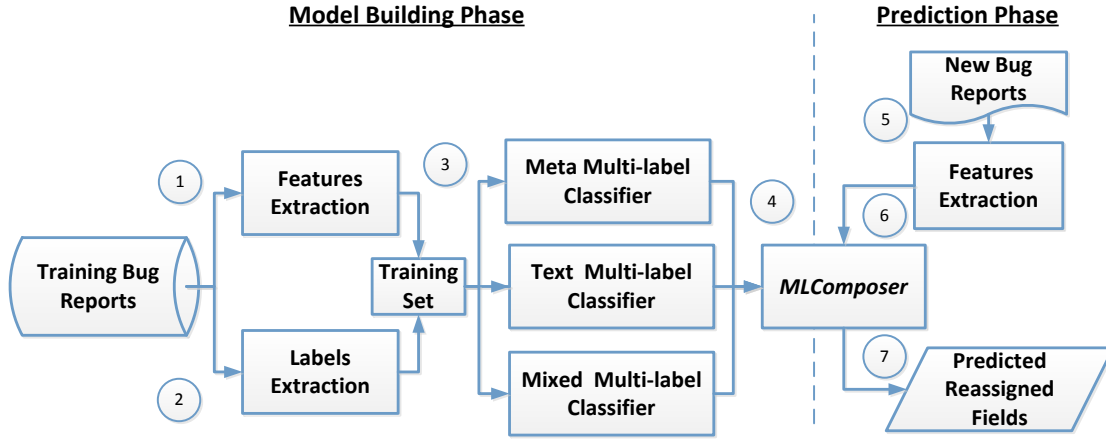 Model Building Phase
Prediction Phase
New Bug
Reports
5
1
Features
Extraction
3
Meta Multi-label
Classifier
4
Features
Extraction
6
Training Bug
Reports
Training
Set
Text Multi-label
Classifier
MLComposer
2
Labels
Extraction
Mixed Multi-label
Classifier
7
Predicted
Reassigned
Fields